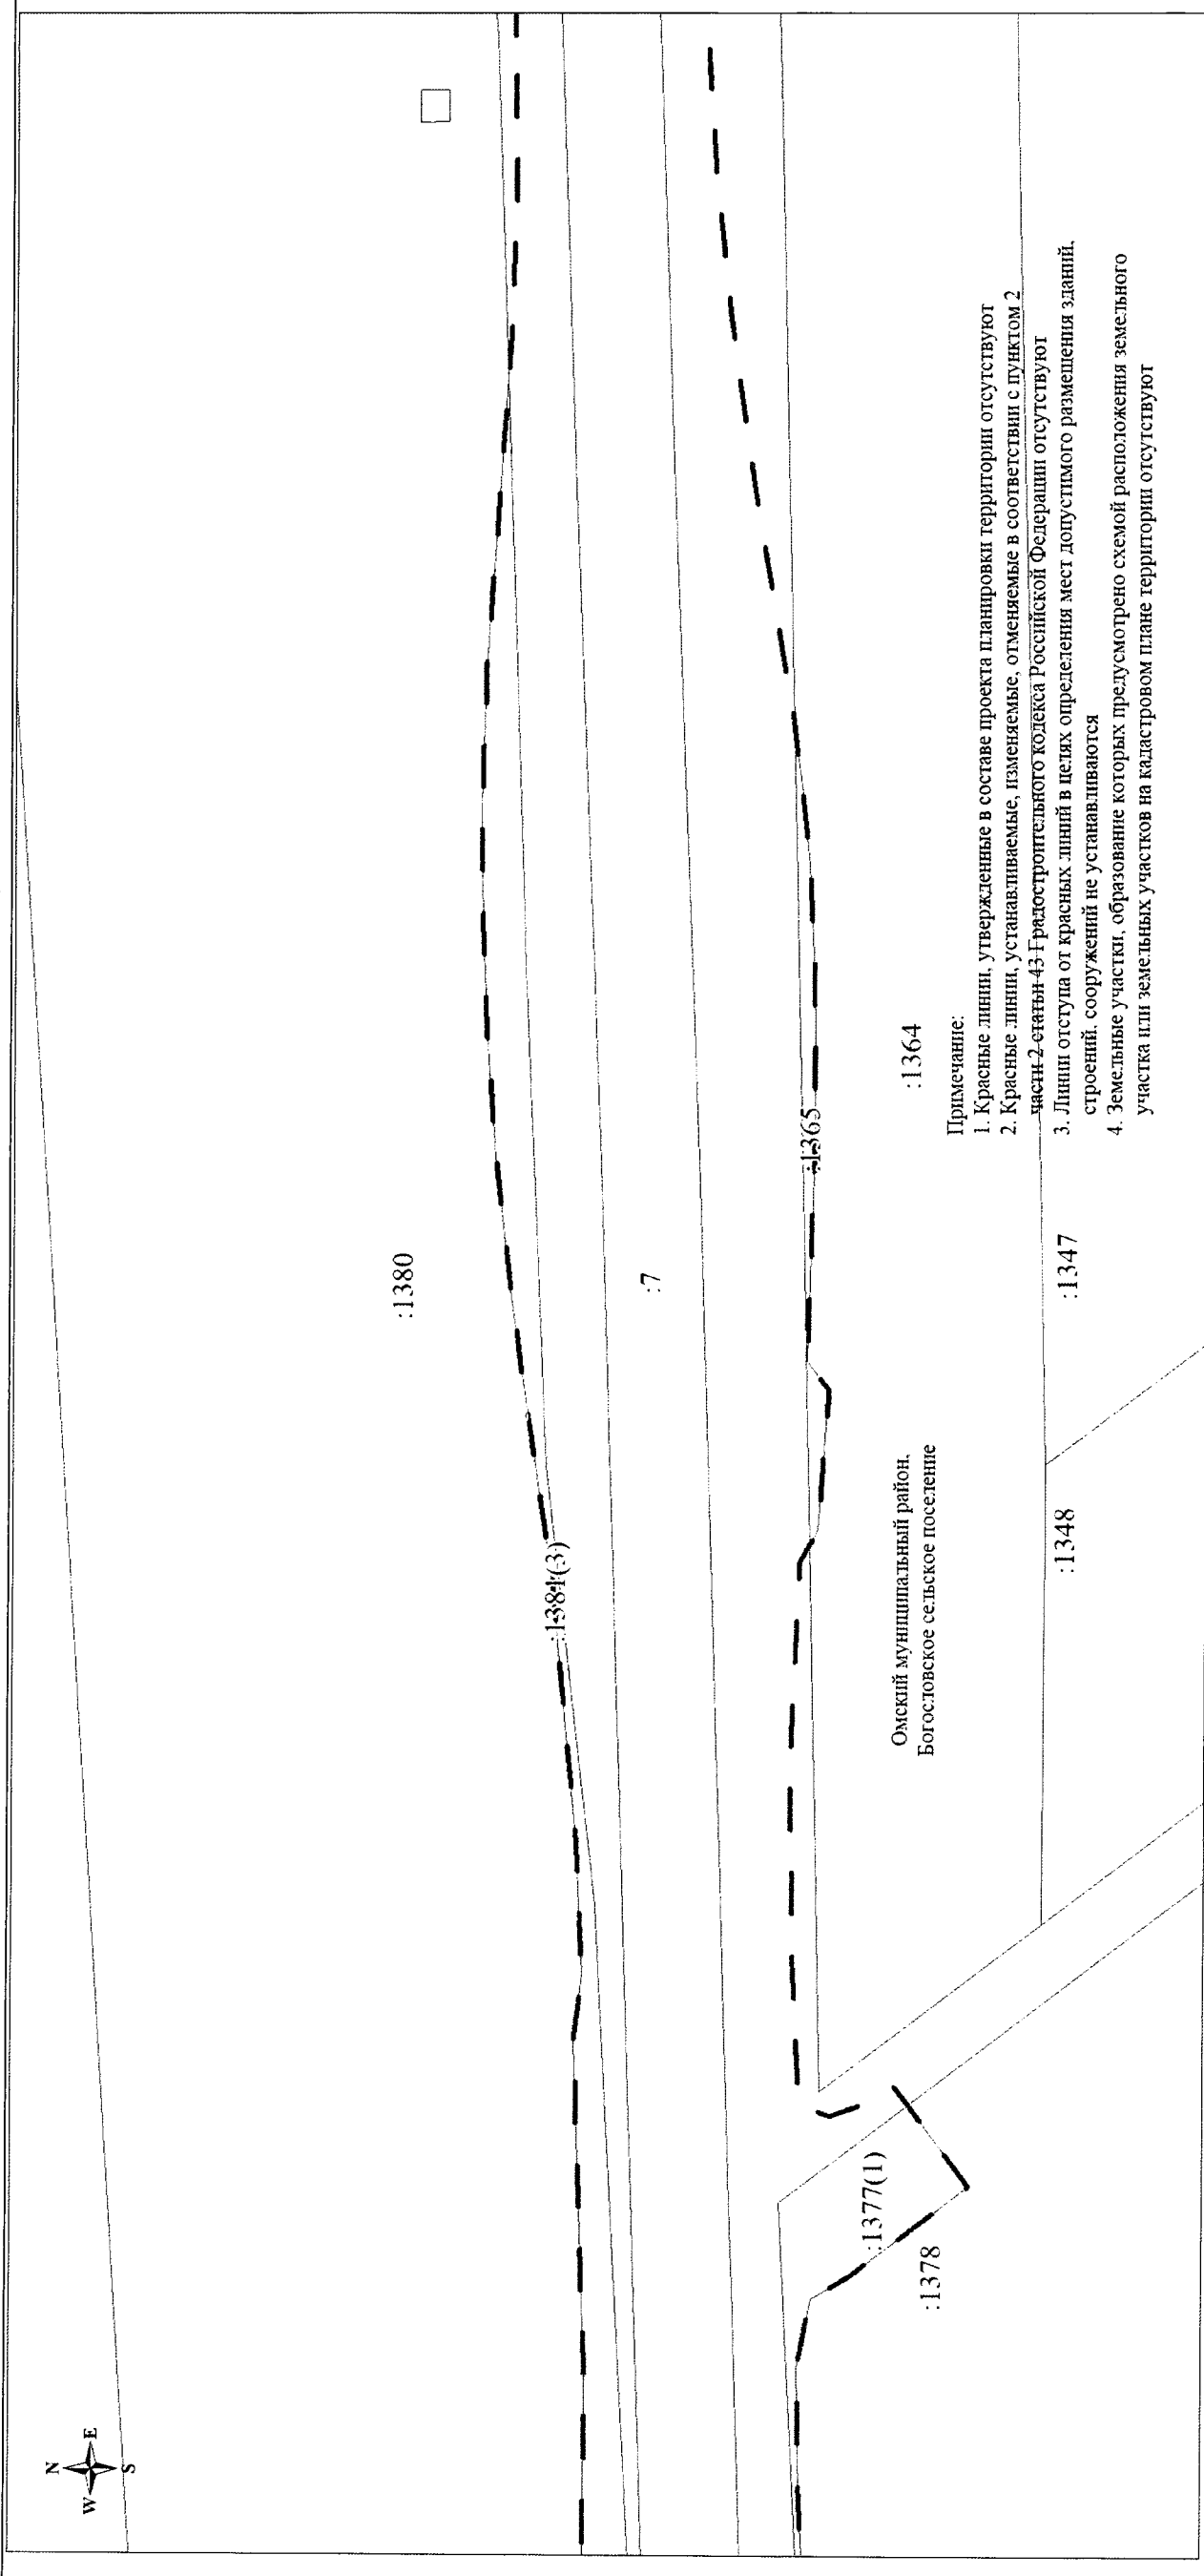 N
W E
S
:1380
:1381(3)
:7
:1365
:1364
Омский муниципальный район,
Богословское сельское поселение
:1377(1)
:1378
:1348
:1347
Примечание:
1. Красные линии, утвержденные в составе проекта планировки территории отсутствуют
2. Красные линии, устанавливаемые, изменяемые, отменяемые в соответствии с пунктом 2
части 2 статьи 43 Градостроительного кодекса Российской Федерации отсутствуют
3. Линии отступа от красных линий в целях определения мест допустимого размещения зданий,
строений, сооружений не устанавливаются
4. Земельные участки, образование которых предусмотрено схемой расположения земельного
участка или земельных участков на кадастровом плане территории отсутствуют